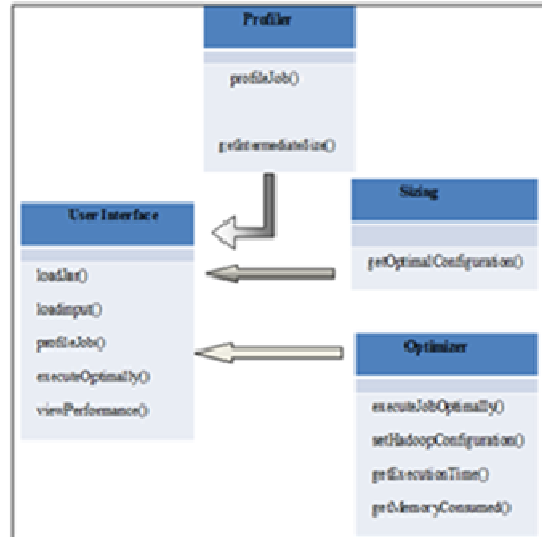 Profiler
profileJob()
getIntermediateSize()
User Interface
loadJar()
loadinput()
profileJob()
executeOptimally()
viewPerformance()
Sizing
getOptimalConfiguration()
Optimizer
executeJobOptimally()
setHadoopConfiguration()
getExecutionTime()
getMemoryConsumed()